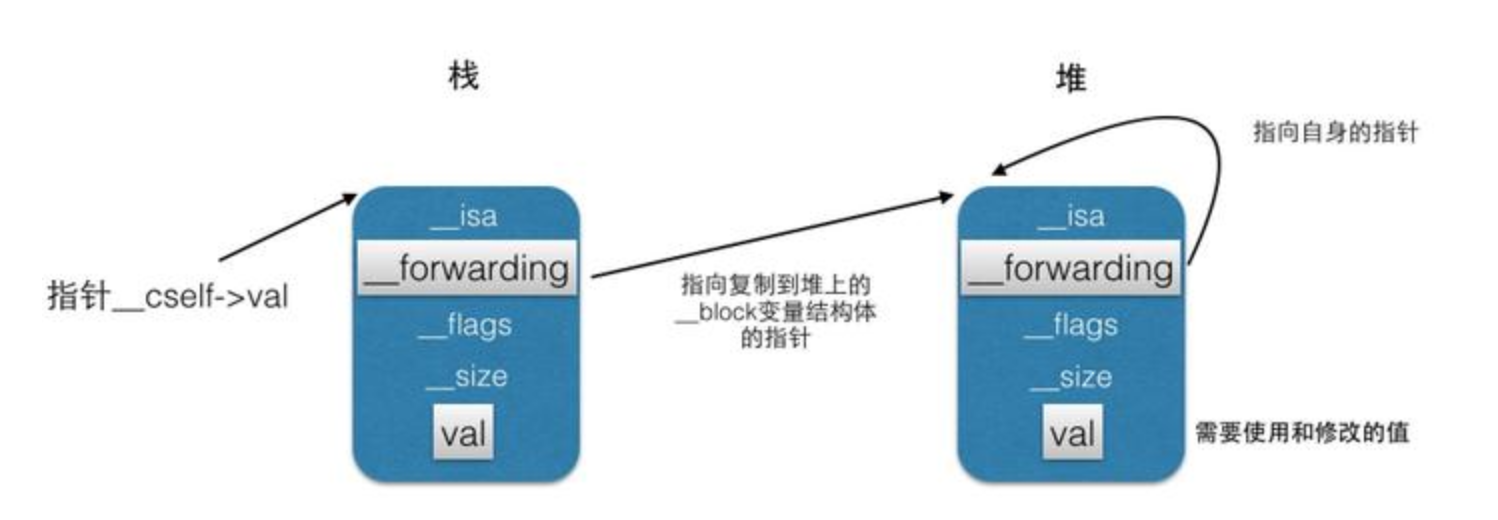 栈
堆
指向自身的指针
__isa
__forwarding
__flags
__size
val
指针__cself->val
指向复制到堆上的
__block变量结构体
的指针
__isa
__forwarding
__flags
__size
val
需要使用和修改的值